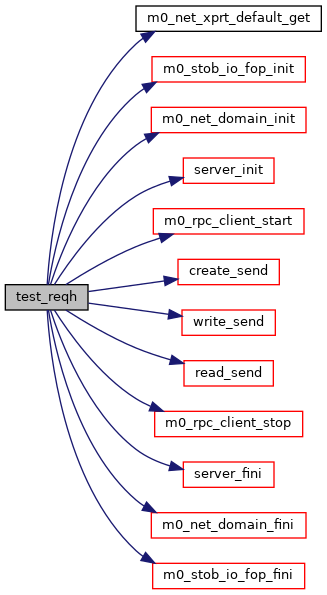 m0_net_xprt_default_get
m0_stob_io_fop_init
m0_net_domain_init
server_init
m0_rpc_client_start
create_send
test_reqh
write_send
read_send
m0_rpc_client_stop
server_fini
m0_net_domain_fini
m0_stob_io_fop_fini